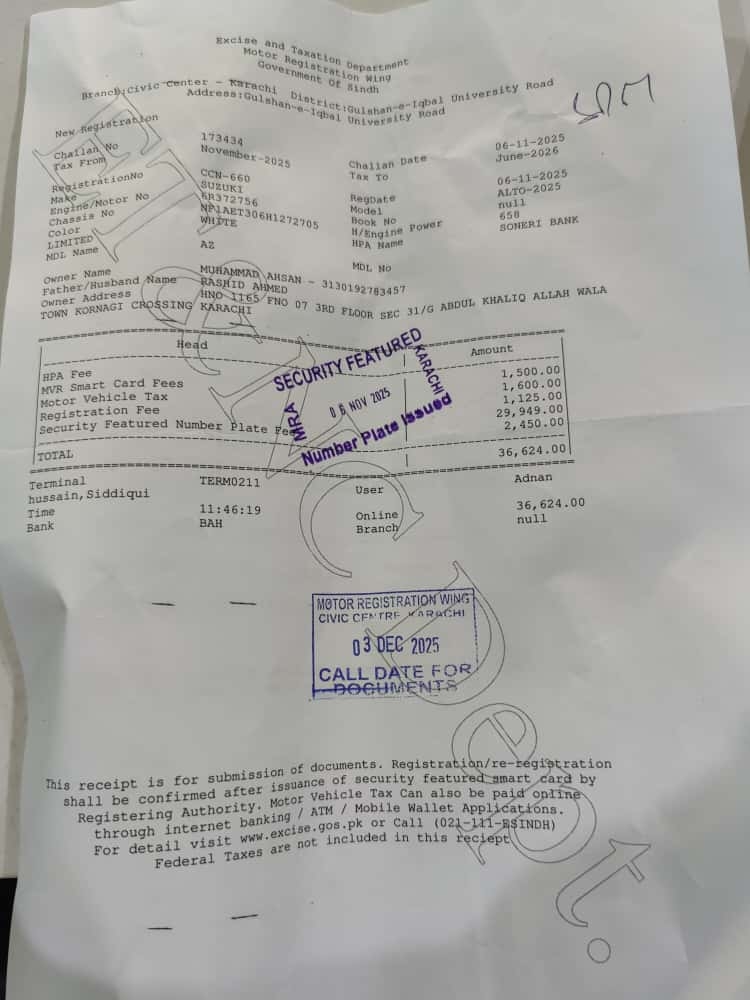 Excise and Taxation Department
Motor Registration Wing
Government Of Sindh
Branch:Civic Center - Karachi District:Gulshan-e-Iqbal University Road
Address:Gulshan-e-Iqbal University Road
New Registration
Challan No 173434 Challan Date 06-11-2025
Tax From November-2025 Tax To June-2026
RegistrationNo CCN-660 RegDate 06-11-2025
Make SUZUKI Model ALTO-2025
Engine/Motor No 6R372756 Book No null
Chassis No NP1AET306H1272705 H/Engine Power 658
Color WHITE HPA Name SONERI BANK
LIMITED
MDL Name AZ MDL No
Owner Name MUHAMMAD AHSAN - 3130192783457
Father/Husband Name RASHID AHMED
Owner Address HNO 1165 FNO 07 3RD FLOOR SEC 31/G ABDUL KHALIQ ALLAH WALA
TOWN KORNAGI CROSSING KARACHI
Head Amount
HPA Fee 1,500.00
MVR Smart Card Fees 1,600.00
Motor Vehicle Tax 1,125.00
Registration Fee 29,949.00
Security Featured Number Plate Fee 2,450.00
TOTAL 36,624.00
SECURITY FEATURED
MRA 06 NOV 2025 KARACHI
Number Plate Issued
Terminal TERM0211 User Adnan
hussain,Siddiqui
Time 11:46:19 Online 36,624.00
Bank BAH Branch null
MOTOR REGISTRATION WING
CIVIC CENTRE KARACHI
03 DEC 2025
CALL DATE FOR
DOCUMENTS
This receipt is for submission of documents. Registration/re-registration
shall be confirmed after issuance of security featured smart card by
Registering Authority. Motor Vehicle Tax Can also be paid online
through internet banking / ATM / Mobile Wallet Applications.
For detail visit www.excise.gos.pk or Call (021-111-ESINDH)
Federal Taxes are not included in this reciept